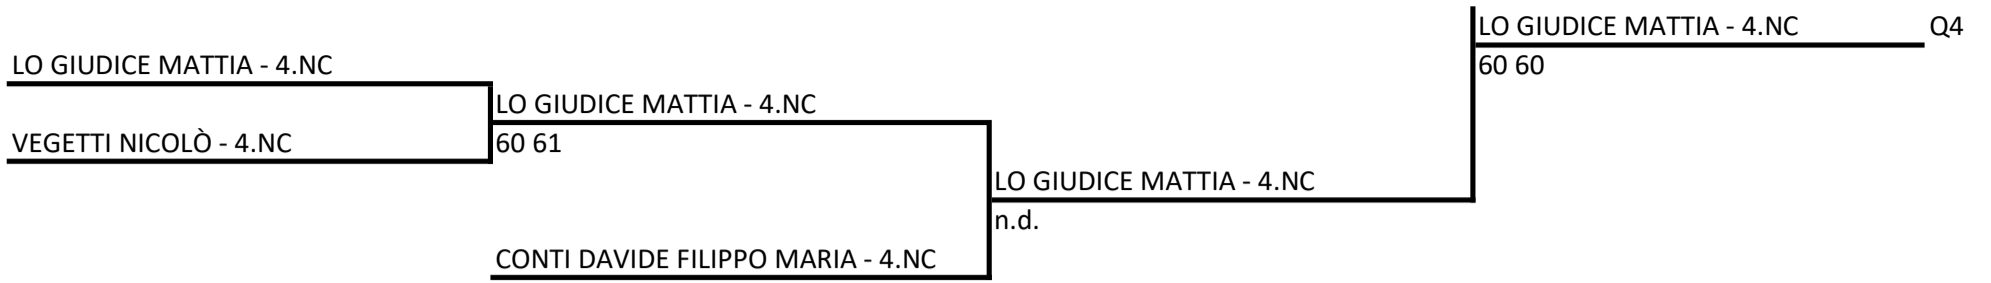 LO GIUDICE MATTIA - 4.NC Q4
LO GIUDICE MATTIA - 4.NC
60 60
LO GIUDICE MATTIA - 4.NC
VEGETTI NICOLÒ - 4.NC
60 61
LO GIUDICE MATTIA - 4.NC
n.d.
CONTI DAVIDE FILIPPO MARIA - 4.NC